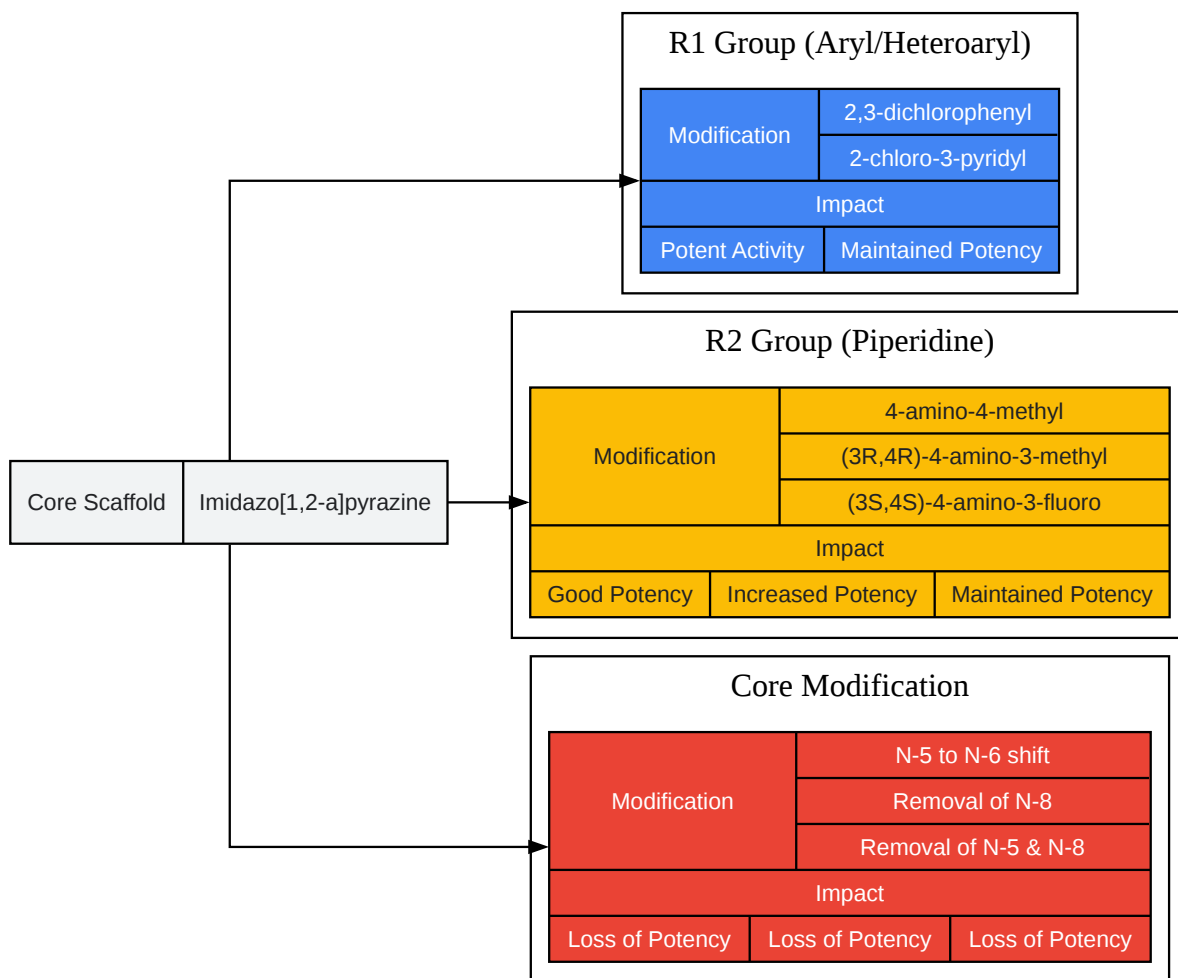 R1 Group (Aryl/Heteroaryl)
Modification
2,3-dichlorophenyl
2-chloro-3-pyridyl
Impact
Potent Activity
Maintained Potency
R2 Group (Piperidine)
Modification
4-amino-4-methyl
(3R,4R)-4-amino-3-methyl
(3S,4S)-4-amino-3-fluoro
Impact
Good Potency
Increased Potency
Maintained Potency
Core Scaffold
Imidazo[1,2-a]pyrazine
Core Modification
Modification
N-5 to N-6 shift
Removal of N-8
Removal of N-5 & N-8
Impact
Loss of Potency
Loss of Potency
Loss of Potency